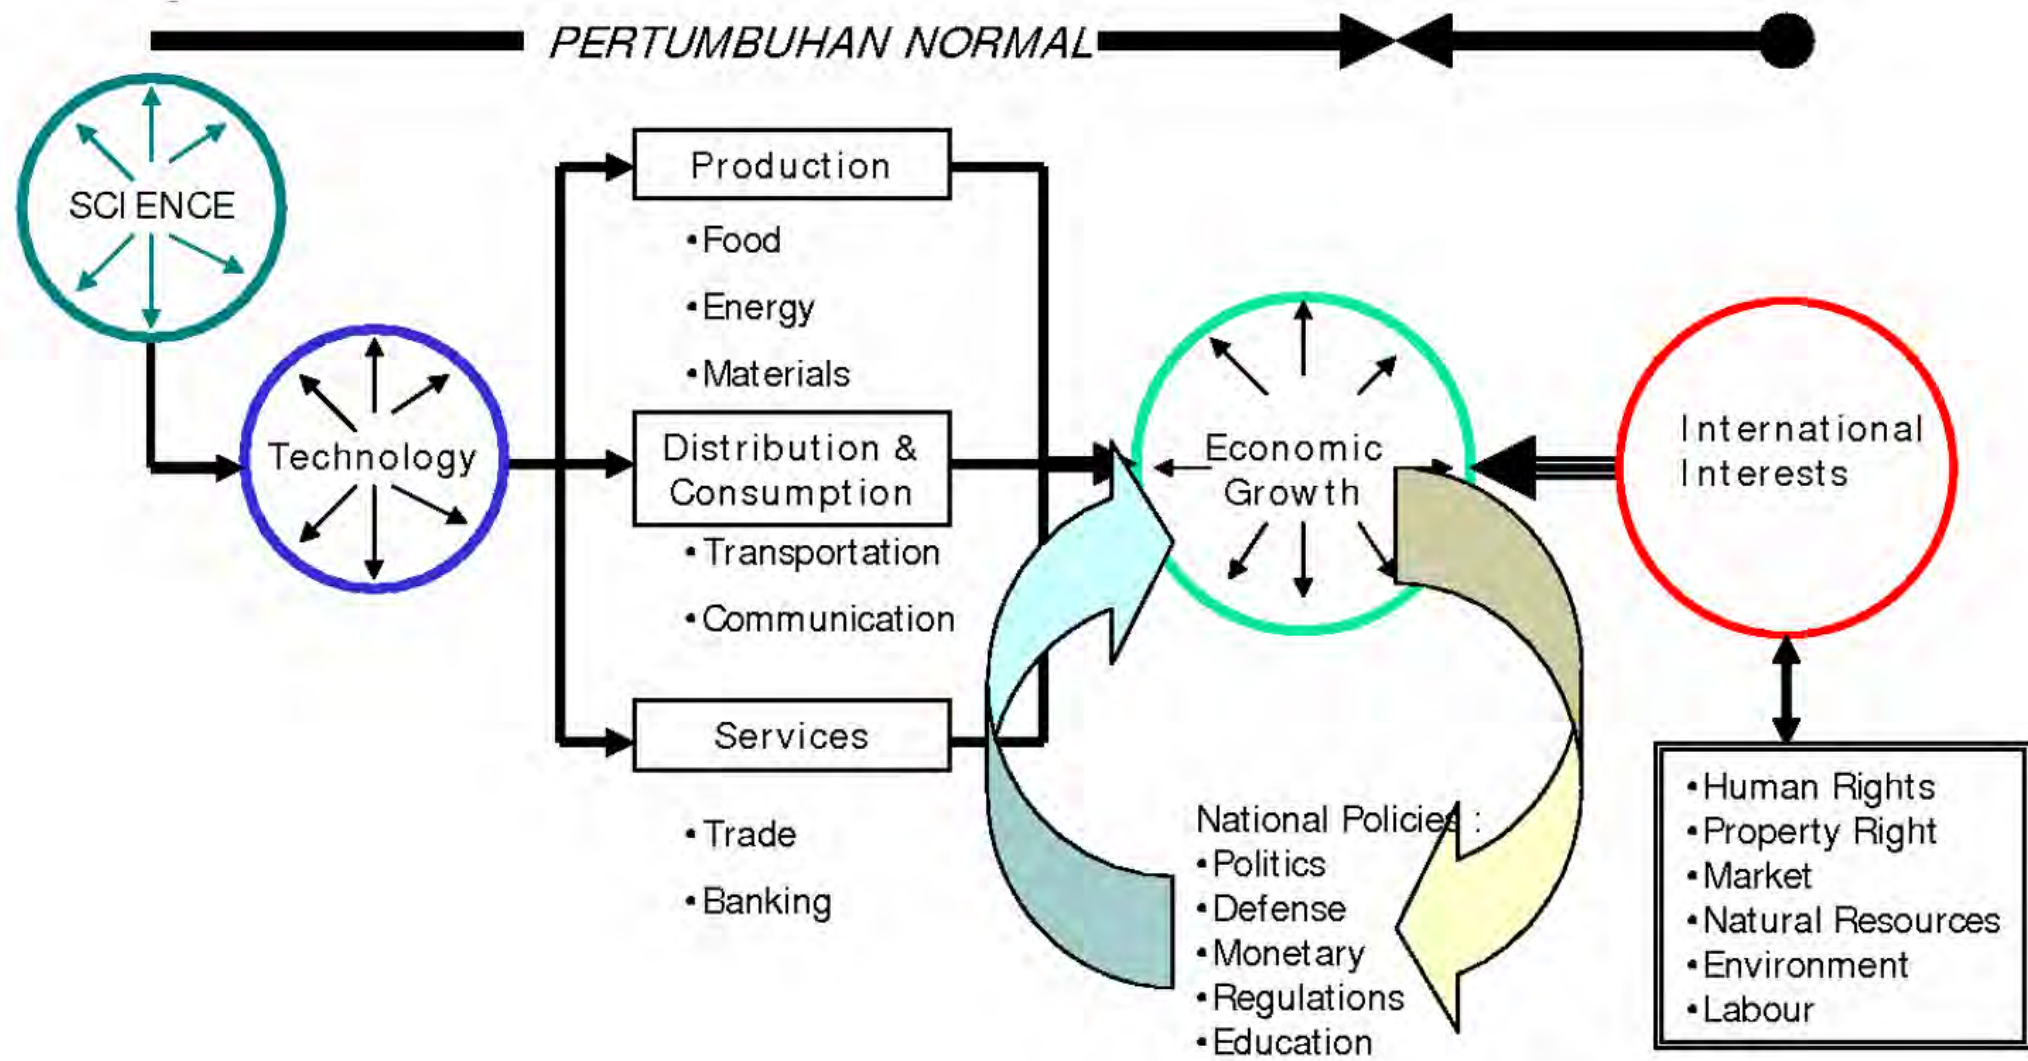 PERTUMBUHAN NORMAL
SCIENCE
Technology
Production
•Food
•Energy
•Materials
Distribution &
Consumption
•Transportation
•Communication
Services
•Trade
•Banking
Economic
Growth
National Policies :
•Politics
•Defense
•Monetary
•Regulations
•Education
International
Interests
•Human Rights
•Property Right
•Market
•Natural Resources
•Environment
•Labour